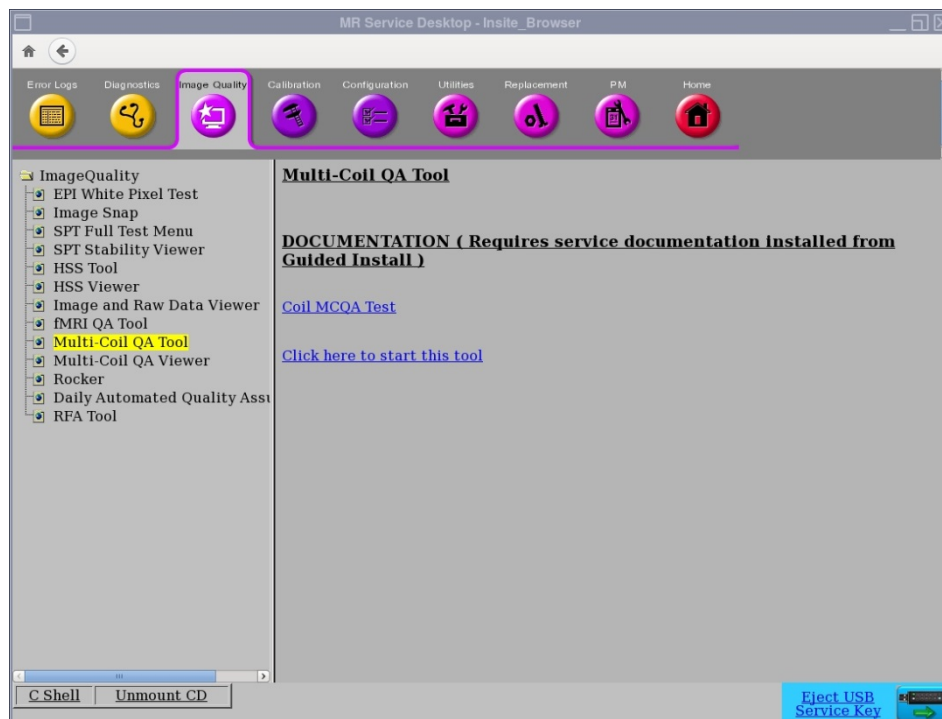 MR Service Desktop - Insite_Browser
Error Logs
Diagnostics
Image Quality
Calibration
Configuration
Utilities
Replacement
PM
Home
ImageQuality
EPI White Pixel Test
Image Snap
SPT Full Test Menu
SPT Stability Viewer
HSS Tool
HSS Viewer
Image and Raw Data Viewer
fMRI QA Tool
Multi-Coil QA Tool
Multi-Coil QA Viewer
Rocker
Daily Automated Quality Assu
RFA Tool
Multi-Coil QA Tool
DOCUMENTATION ( Requires service documentation installed from
Guided Install )
Coil MCQA Test
Click here to start this tool
C Shell
Unmount CD
Eject USB
Service Key